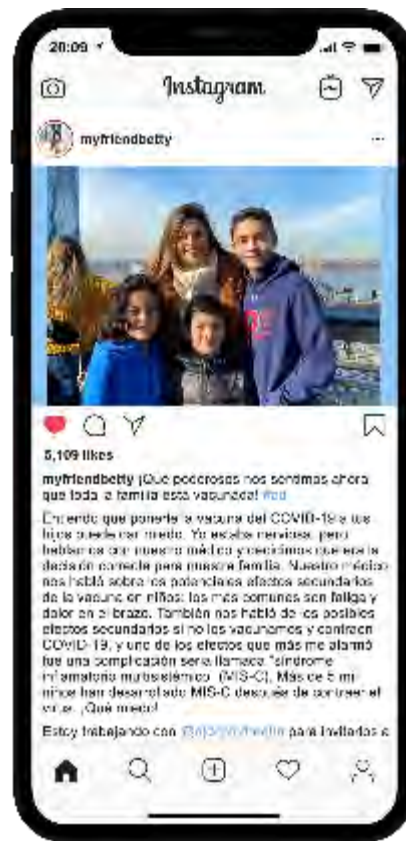 20:09
Instagram
myfriendbetty
5,109 likes
myfriendbetty ¡Qué poderosos nos sentimos ahora
que toda la familia está vacunada! #ad
Entiendo que ponerle la vacuna del COVID-19 a tus
hijos puede dar miedo. Yo estaba nerviosa, pero
hablamos con nuestro médico y decidimos que era la
decisión correcta para nuestra familia. Nuestro médico
nos habló sobre los potenciales efectos secundarios
de la vacuna en niños: los más comunes son fatiga y
dolor en el brazo. También nos habló de los posibles
efectos secundarios si no los vacunamos y contraen
COVID-19, y uno de los efectos que más me alarmó
fue una complicación seria llamada "síndrome
inflamatorio multisistémico" (MIS-C). Más de 5 mil
niños han desarrollado MIS-C después de contraer el
virus. ¡Qué miedo!
Estoy trabajando con para invitarlos a